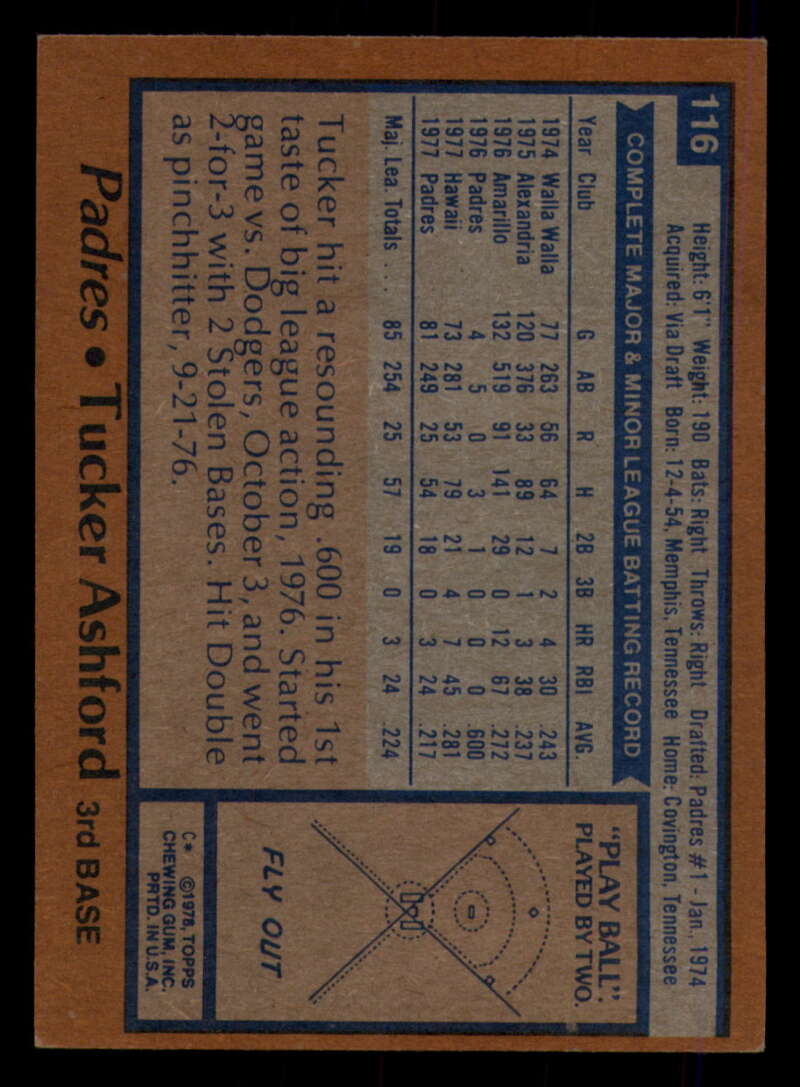 116
Height: 6'1" Weight: 190 Bats: Right Throws: Right Drafted: Padres #1 - Jan., 1974
Acquired: Via Draft Born: 12-4-54, Memphis, Tennessee Home: Covington, Tennessee
COMPLETE MAJOR & MINOR LEAGUE BATTING RECORD
Year Club G AB R H 2B 3B HR RBI AVG.
1974 Walla Walla 77 263 56 64 7 2 4 30 .243
1975 Alexandria 120 376 33 89 12 1 3 38 .237
1976 Amarillo 132 519 91 141 29 0 12 67 .272
1976 Padres 4 5 0 3 1 0 0 0 .600
1977 Hawaii 73 281 53 79 21 4 7 45 .281
1977 Padres 81 249 25 54 18 0 3 24 .217
Maj. Lea. Totals .... 85 254 25 57 19 0 3 24 .224
Tucker hit a resounding .600 in his 1st
taste of big league action, 1976. Started
game vs. Dodgers, October 3, and went
2-for-3 with 2 Stolen Bases. Hit Double
as pinchhitter, 9-21-76.
"PLAY BALL".
PLAYED BY TWO.
FLY OUT
C* ©1978, TOPPS
CHEWING GUM, INC.
PRTD. IN U.S.A.
Padres • Tucker Ashford 3rd BASE